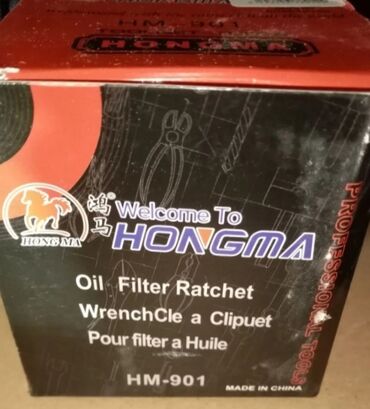 HM-901
HONGMA
鸿马®
HONG MA
Welcome To
HONGMA
Oil Filter Ratchet
WrenchCle a Clipuet
Pour filter a Huile
HM-901
MADE IN CHINA
PROFESSIONAL TOOLS